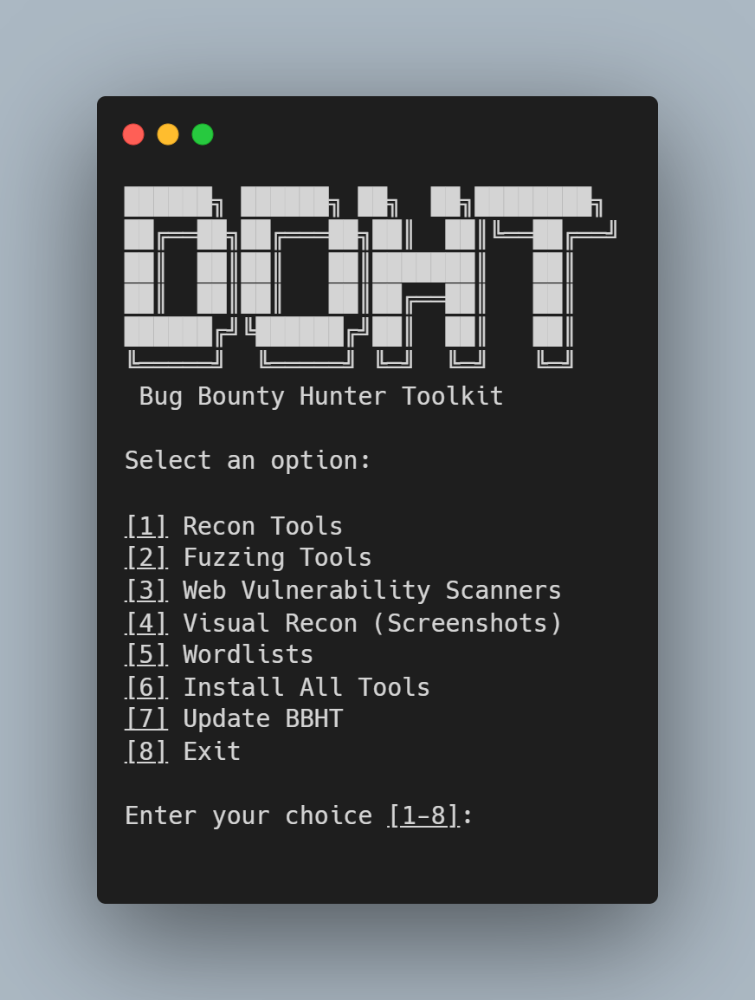 DOHT
Bug Bounty Hunter Toolkit
Select an option:
[1] Recon Tools
[2] Fuzzing Tools
[3] Web Vulnerability Scanners
[4] Visual Recon (Screenshots)
[5] Wordlists
[6] Install All Tools
[7] Update BBHT
[8] Exit
Enter your choice [1-8]: